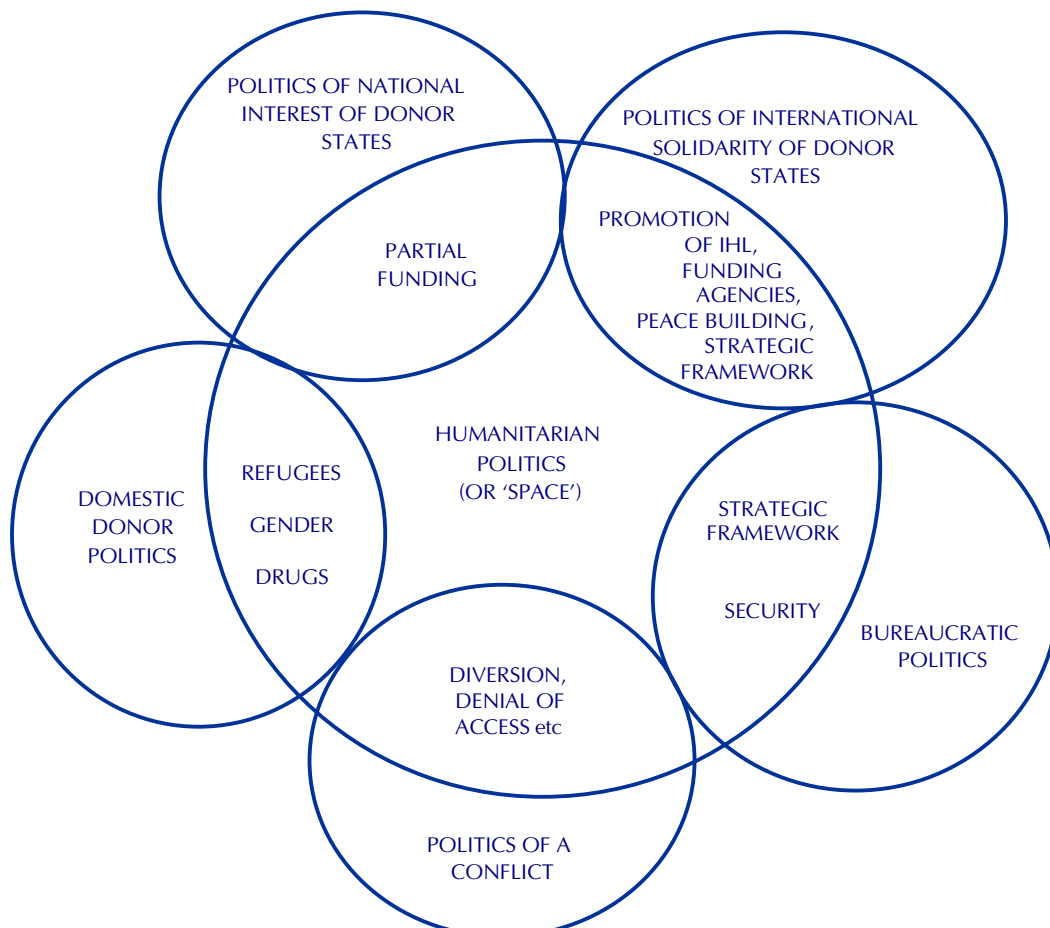 POLITICS OF NATIONAL
INTEREST OF DONOR
STATES
POLITICS OF INTERNATIONAL
SOLIDARITY OF DONOR
STATES
PARTIAL
FUNDING
PROMOTION
OF IHL,
FUNDING
AGENCIES,
PEACE BUILDING,
STRATEGIC
FRAMEWORK
HUMANITARIAN
POLITICS
(OR ‘SPACE’)
DOMESTIC
DONOR
POLITICS
REFUGEES
GENDER
DRUGS
STRATEGIC
FRAMEWORK
SECURITY
BUREAUCRATIC
POLITICS
DIVERSION,
DENIAL OF
ACCESS etc
POLITICS OF A
CONFLICT